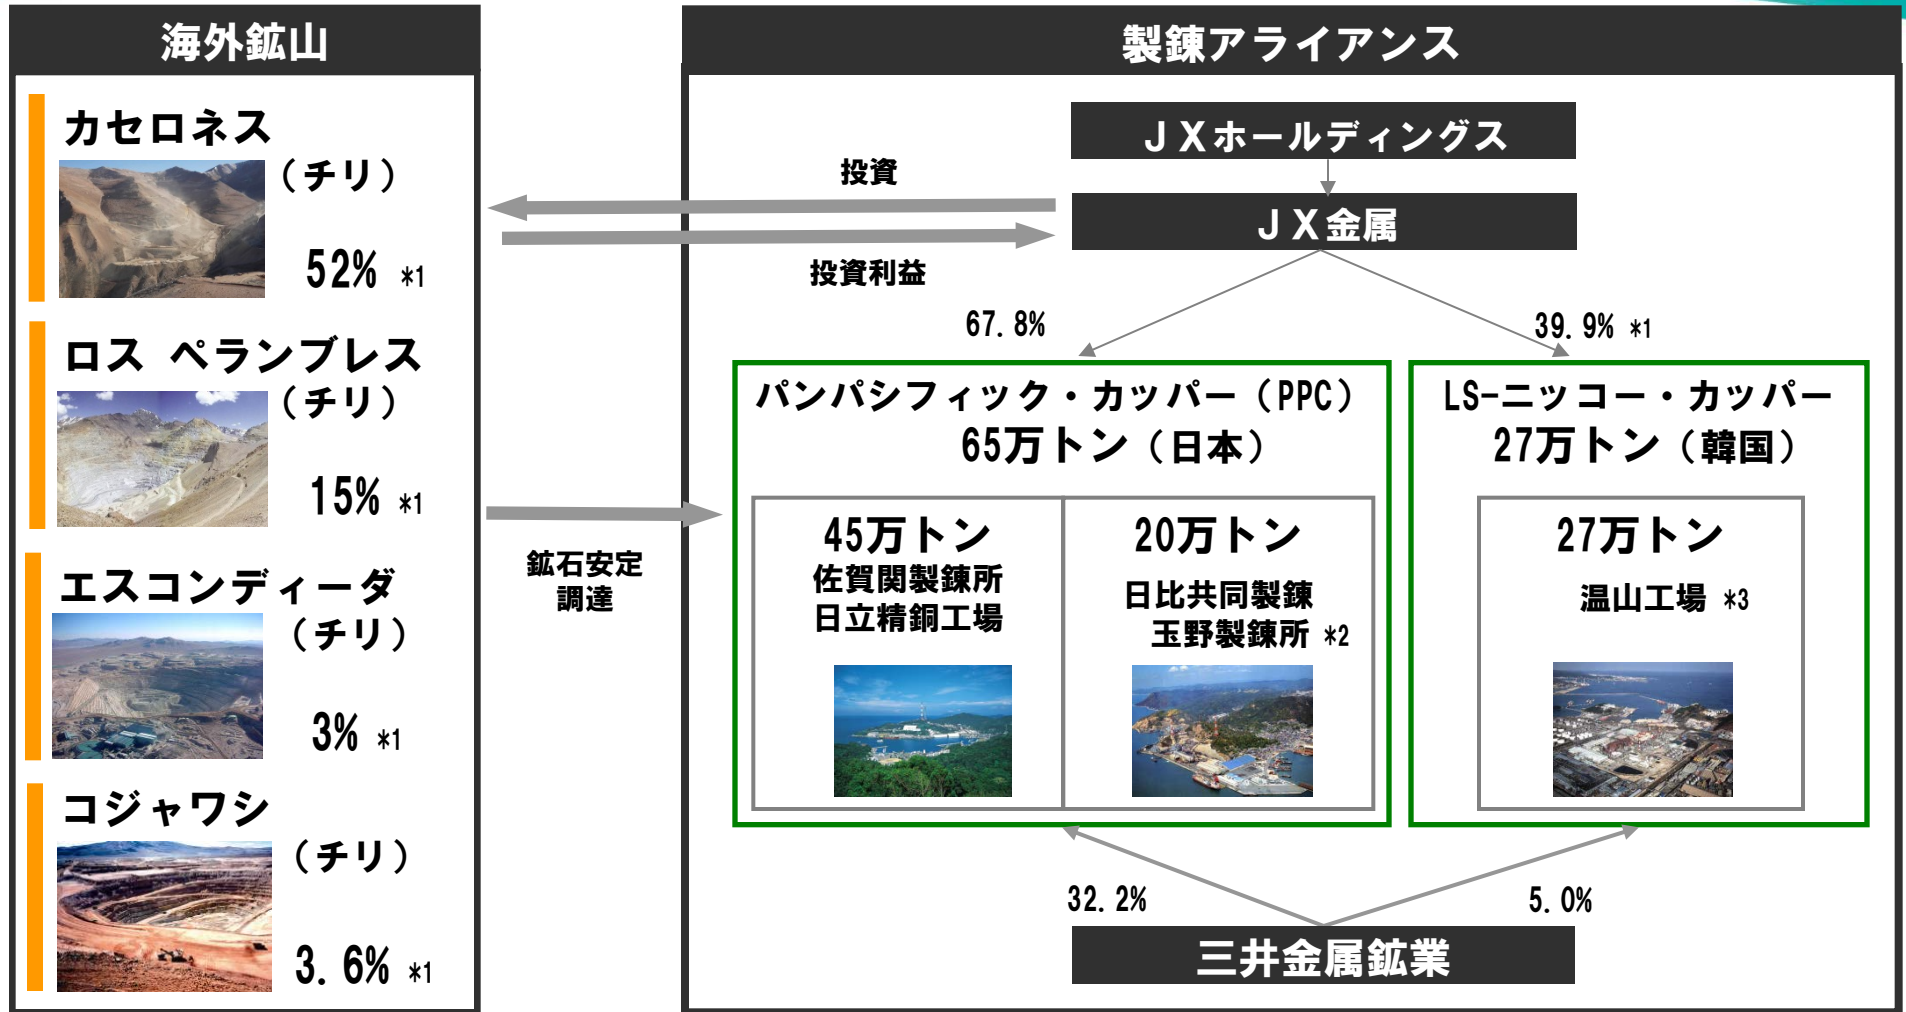 海外鉱山
カセロネス
（チリ）
52% *1
ロス ペランブレス
（チリ）
15% *1
エスコンディーダ
（チリ）
3% *1
コジャワシ
（チリ）
3.6% *1
投資
投資利益
鉱石安定
調達
製錬アライアンス
ＪＸホールディングス
ＪＸ金属
67.8%
39.9% *1
パンパシフィック・カッパー（PPC）
65万トン（日本）
45万トン
佐賀関製錬所
日立精銅工場
20万トン
日比共同製錬
玉野製錬所 *2
LS-ニッコー・カッパー
27万トン（韓国）
27万トン
温山工場 *3
32.2%
5.0%
三井金属鉱業